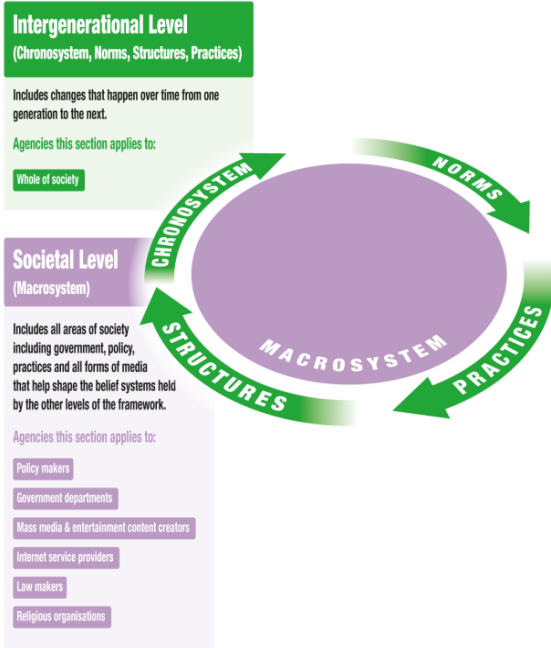 Intergenerational Level
(Chronosystem, Norms, Structures, Practices)
Includes changes that happen over time from one
generation to the next.
Agencies this section applies to:
Whole of society
Societal Level
(Macrosystem)
Includes all areas of society
including government, policy,
practices and all forms of media
that help shape the belief systems held
by the other levels of the framework.
Agencies this section applies to:
Policy makers
Government departments
Mass media & entertainment content creators
Internet service providers
Law makers
Religious organisations
CHRONOSYSTEM
NORMS
PRACTICES
STRUCTURES
MACROSYSTEM